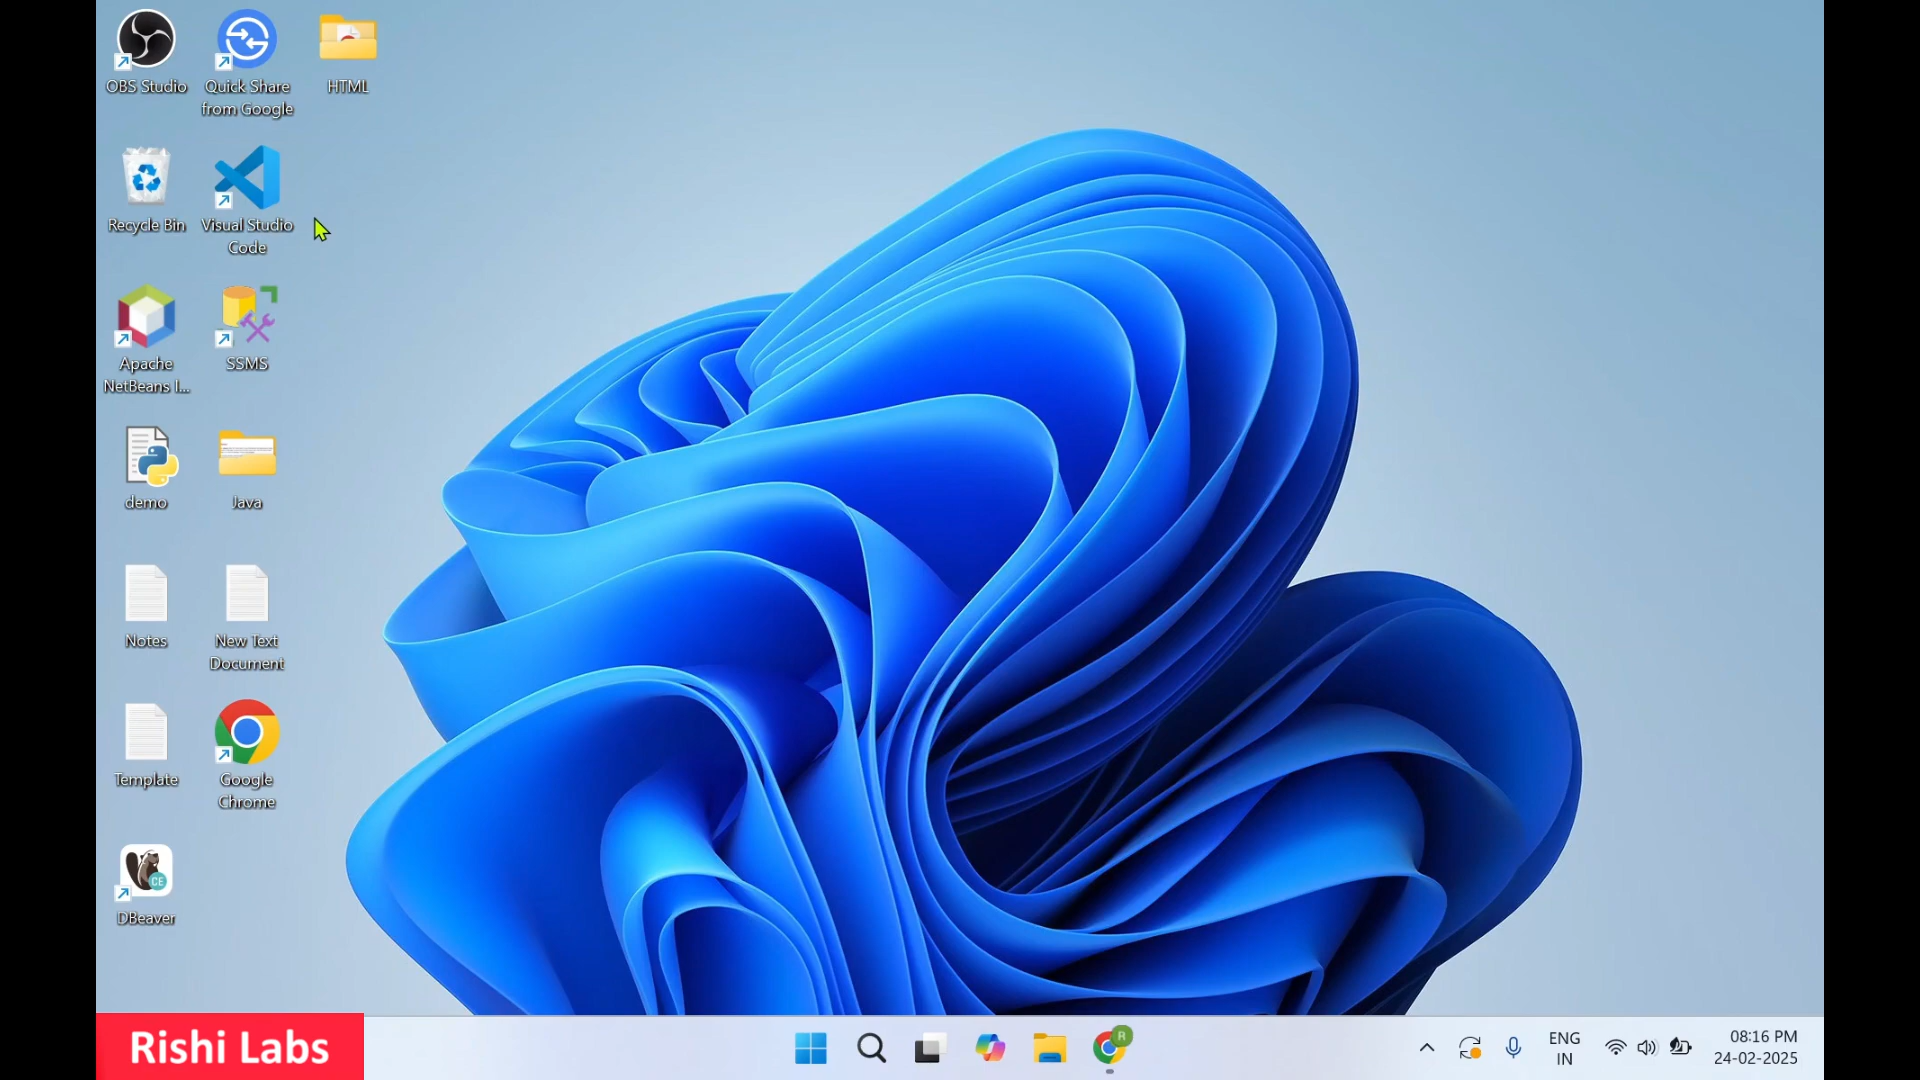 OBS Studio
Quick Share
from Google
HTML
Recycle Bin
Visual Studio
Code
Apache
NetBeans I...
SSMS
demo
Java
Notes
New Text
Document
Template
Google
Chrome
CE
DBeaver
Rishi Labs
R
ENG
IN
08:16 PM
24-02-2025